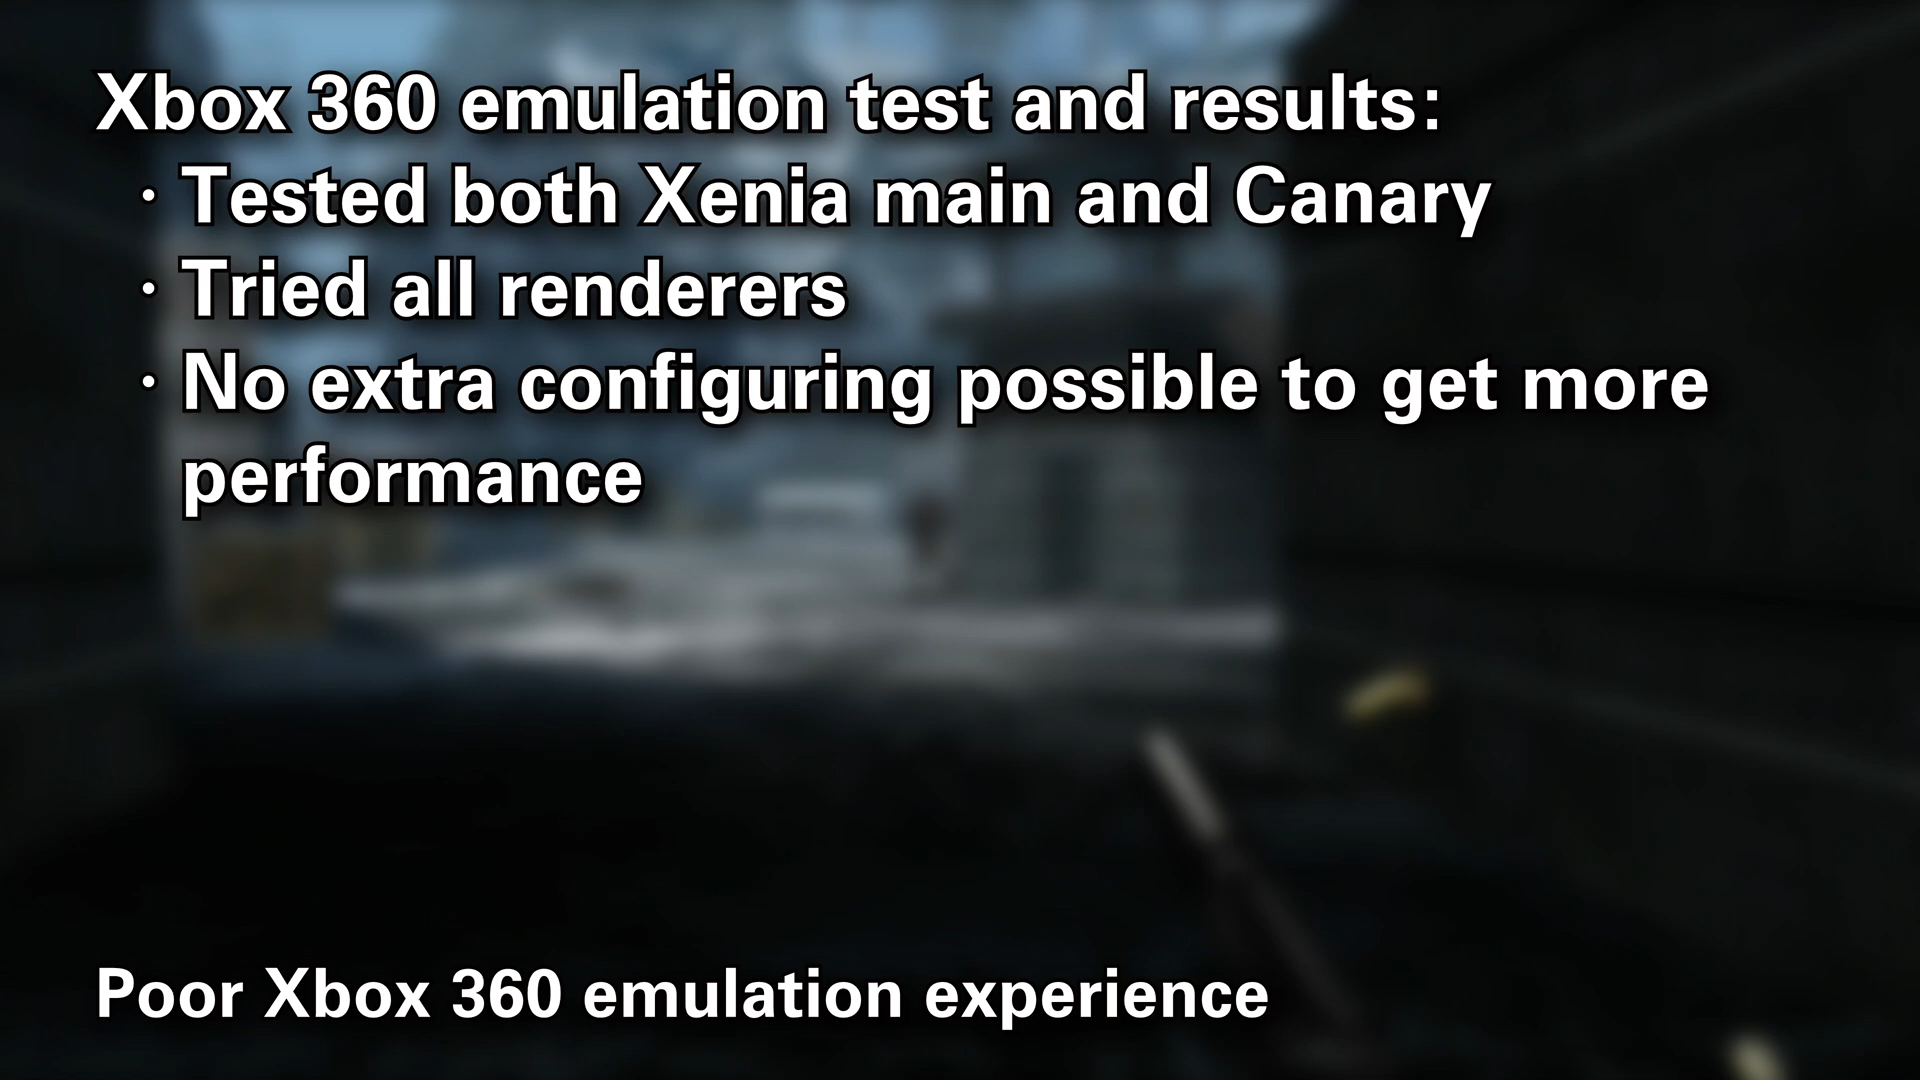 Xbox 360 emulation test and results:
· Tested both Xenia main and Canary
· Tried all renderers
· No extra configuring possible to get more
performance
Poor Xbox 360 emulation experience